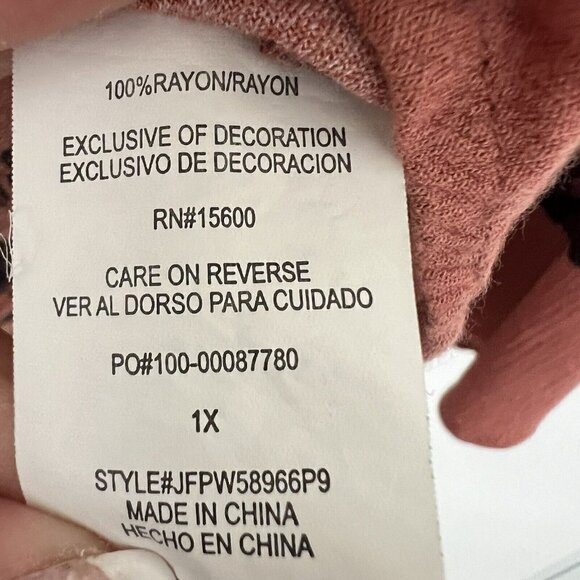 100%RAYON/RAYON
EXCLUSIVE OF DECORATION
EXCLUSIVO DE DECORACION
RN#15600
CARE ON REVERSE
VER AL DORSO PARA CUIDADO
PO#100-00087780
1X
STYLE#JFPW58966P9
MADE IN CHINA
HECHO EN CHINA